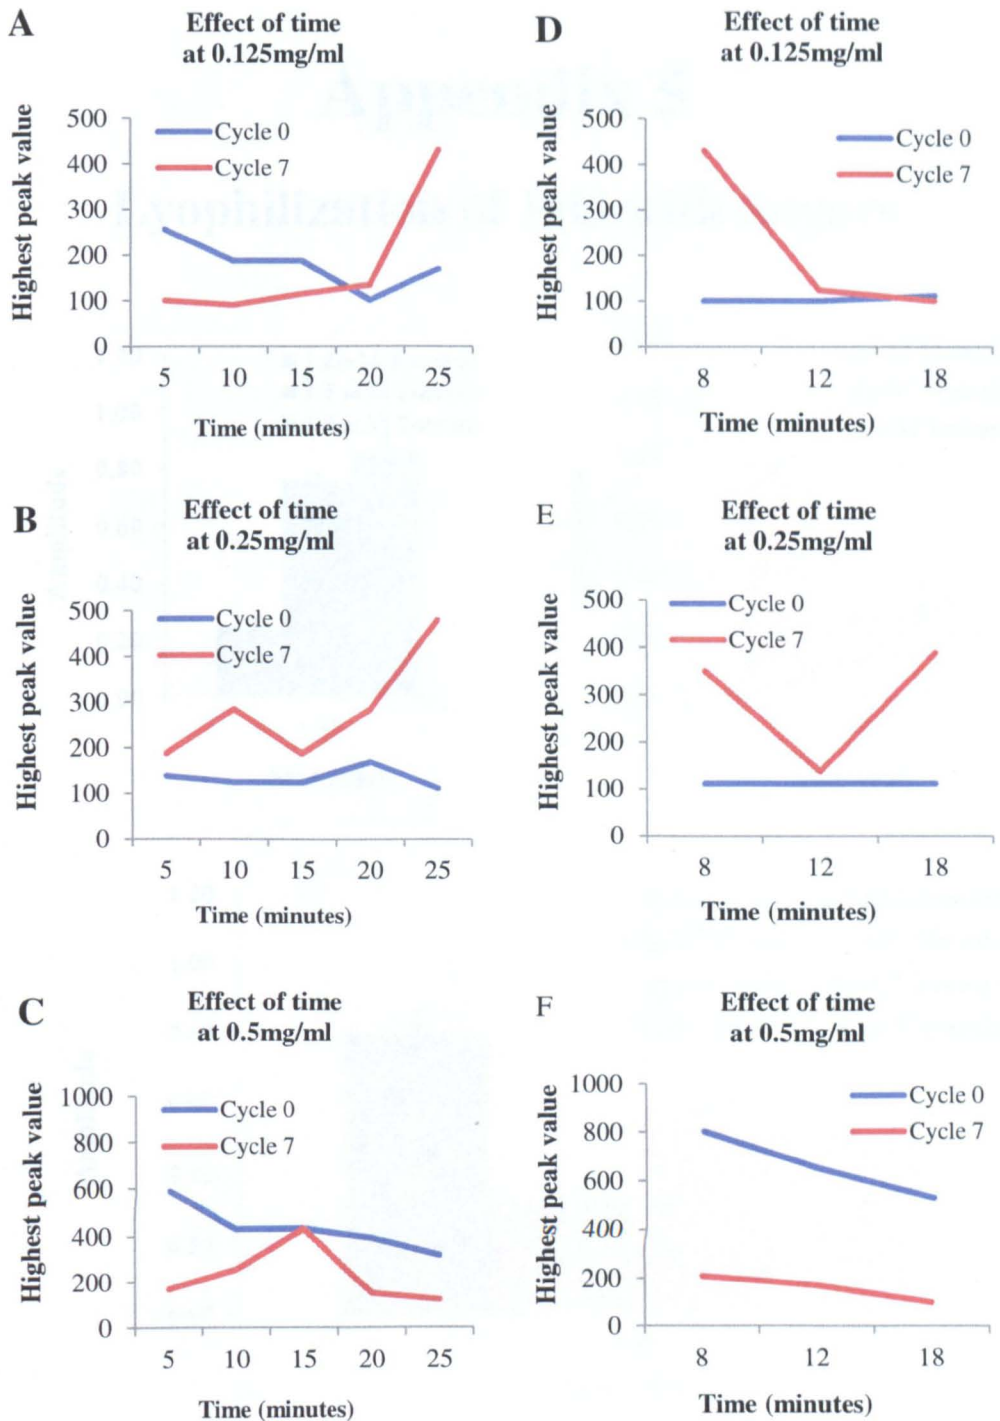 A
Effect of time
at 0.125mg/ml
Highest peak value
500
400
300
200
100
0
Cycle 0
Cycle 7
5 10 15 20 25
Time (minutes)
D
Effect of time
at 0.125mg/ml
Highest peak value
500
400
300
200
100
0
Cycle 0
Cycle 7
8 12 18
Time (minutes)
B
Effect of time
at 0.25mg/ml
Highest peak value
500
400
300
200
100
0
Cycle 0
Cycle 7
5 10 15 20 25
Time (minutes)
E
Effect of time
at 0.25mg/ml
Highest peak value
500
400
300
200
100
0
Cycle 0
Cycle 7
8 12 18
Time (minutes)
C
Effect of time
at 0.5mg/ml
Highest peak value
1000
800
600
400
200
0
Cycle 0
Cycle 7
5 10 15 20 25
Time (minutes)
F
Effect of time
at 0.5mg/ml
Highest peak value
1000
800
600
400
200
0
Cycle 0
Cycle 7
8 12 18
Time (minutes)